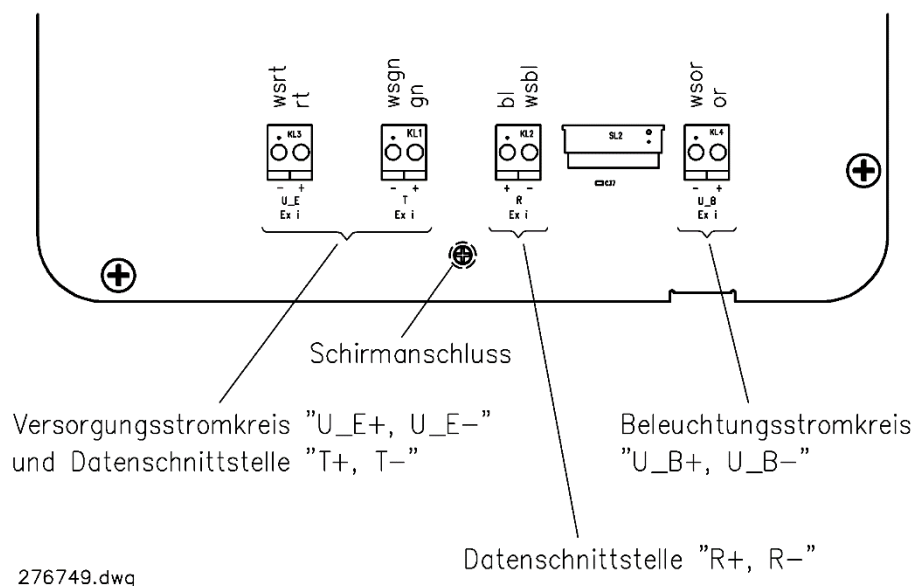 wsrt
rt
wsgn
gn
bl
wsbl
wsor
or
KL3
KL1
KL2
SL2
KL4
- +
- +
+ -
- +
U_E
T
R
U_B
Ex i
Ex i
Ex i
Ex i
Schirmanschluss
Versorgungsstromkreis "U_E+, U_E-"
und Datenschnittstelle "T+, T-"
Beleuchtungsstromkreis
"U_B+, U_B-"
Datenschnittstelle "R+, R-"
276749.dwg